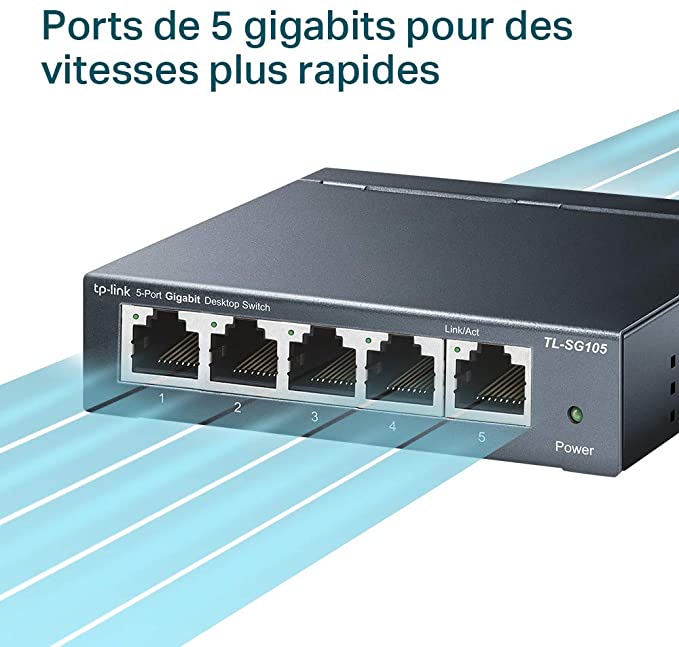 Ports de 5 gigabits pour des
vitesses plus rapides
tp-link 5-Port Gigabit Desktop Switch
Link/Act
TL-SG105
1 2 3 4 5
Power